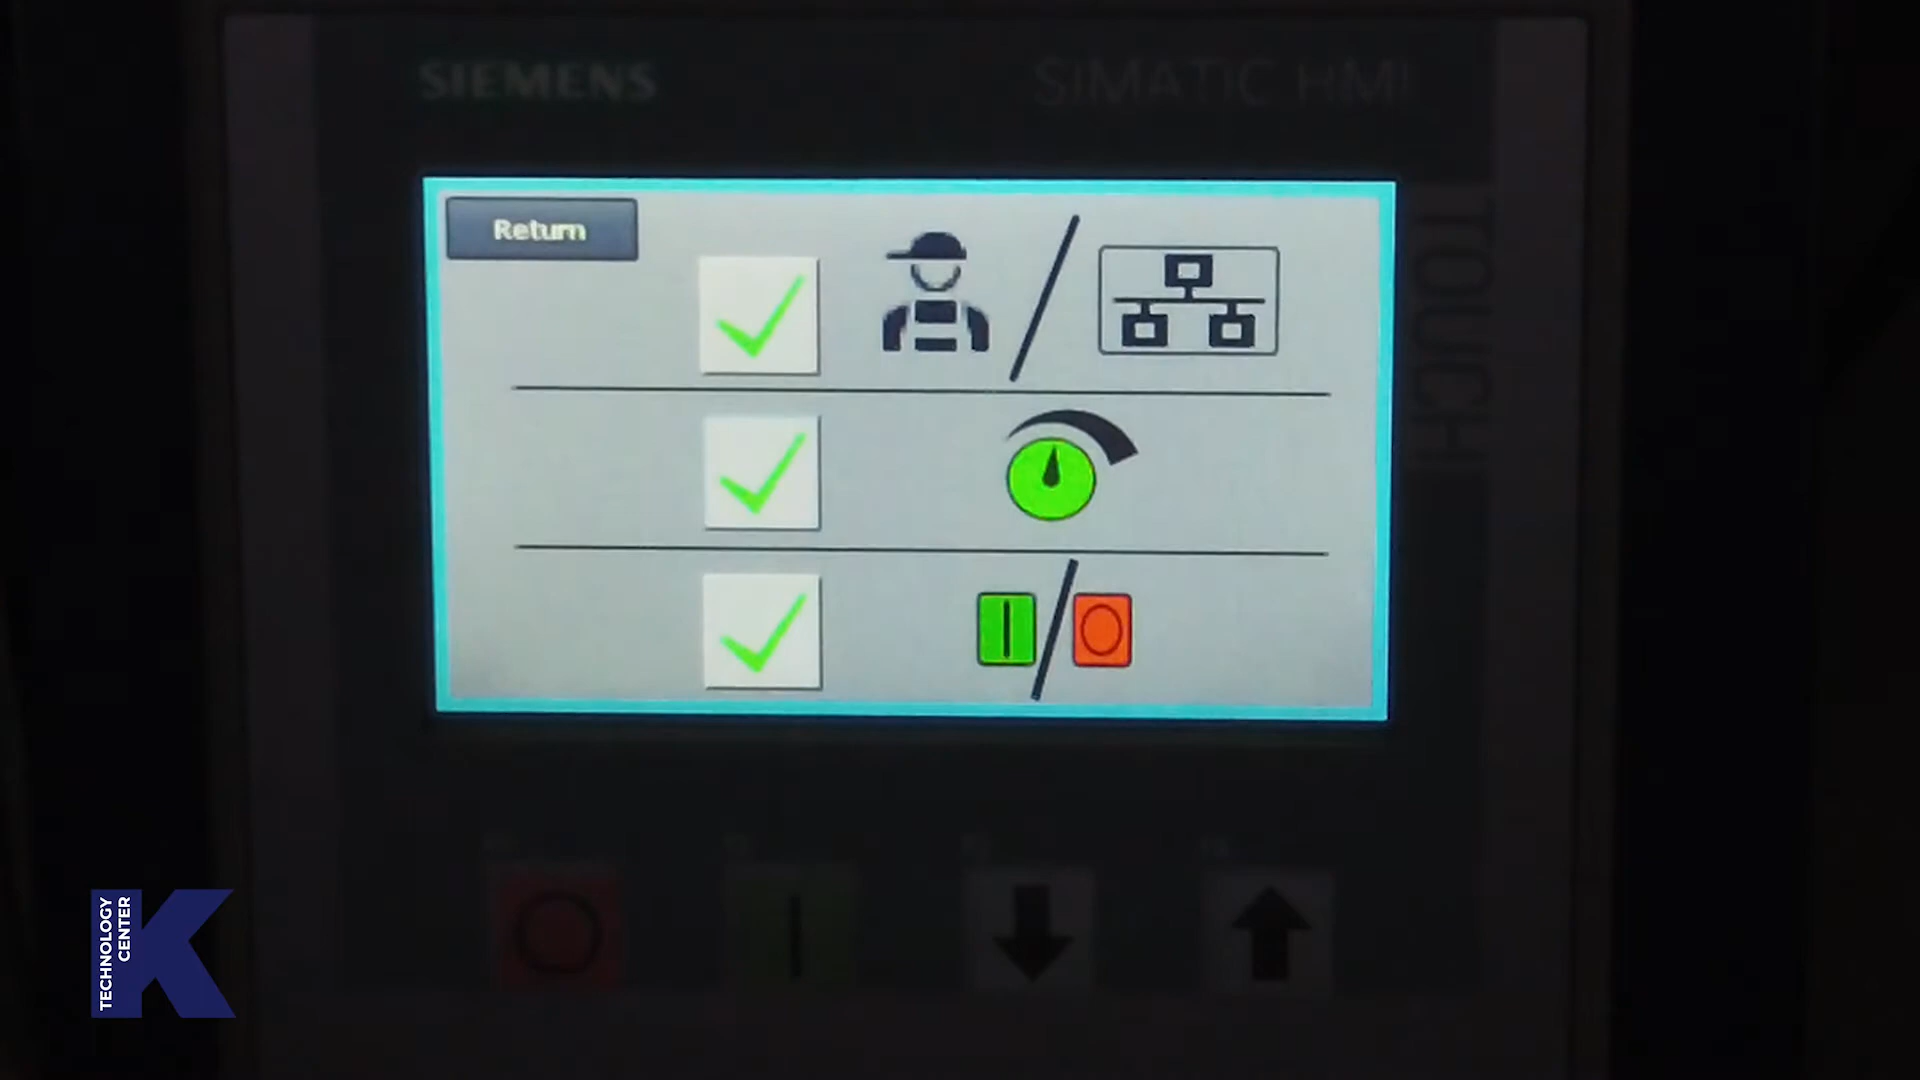 SIEMENS
SIMATIC HMI
TOUCH
Return
TECHNOLOGY
CENTER
K